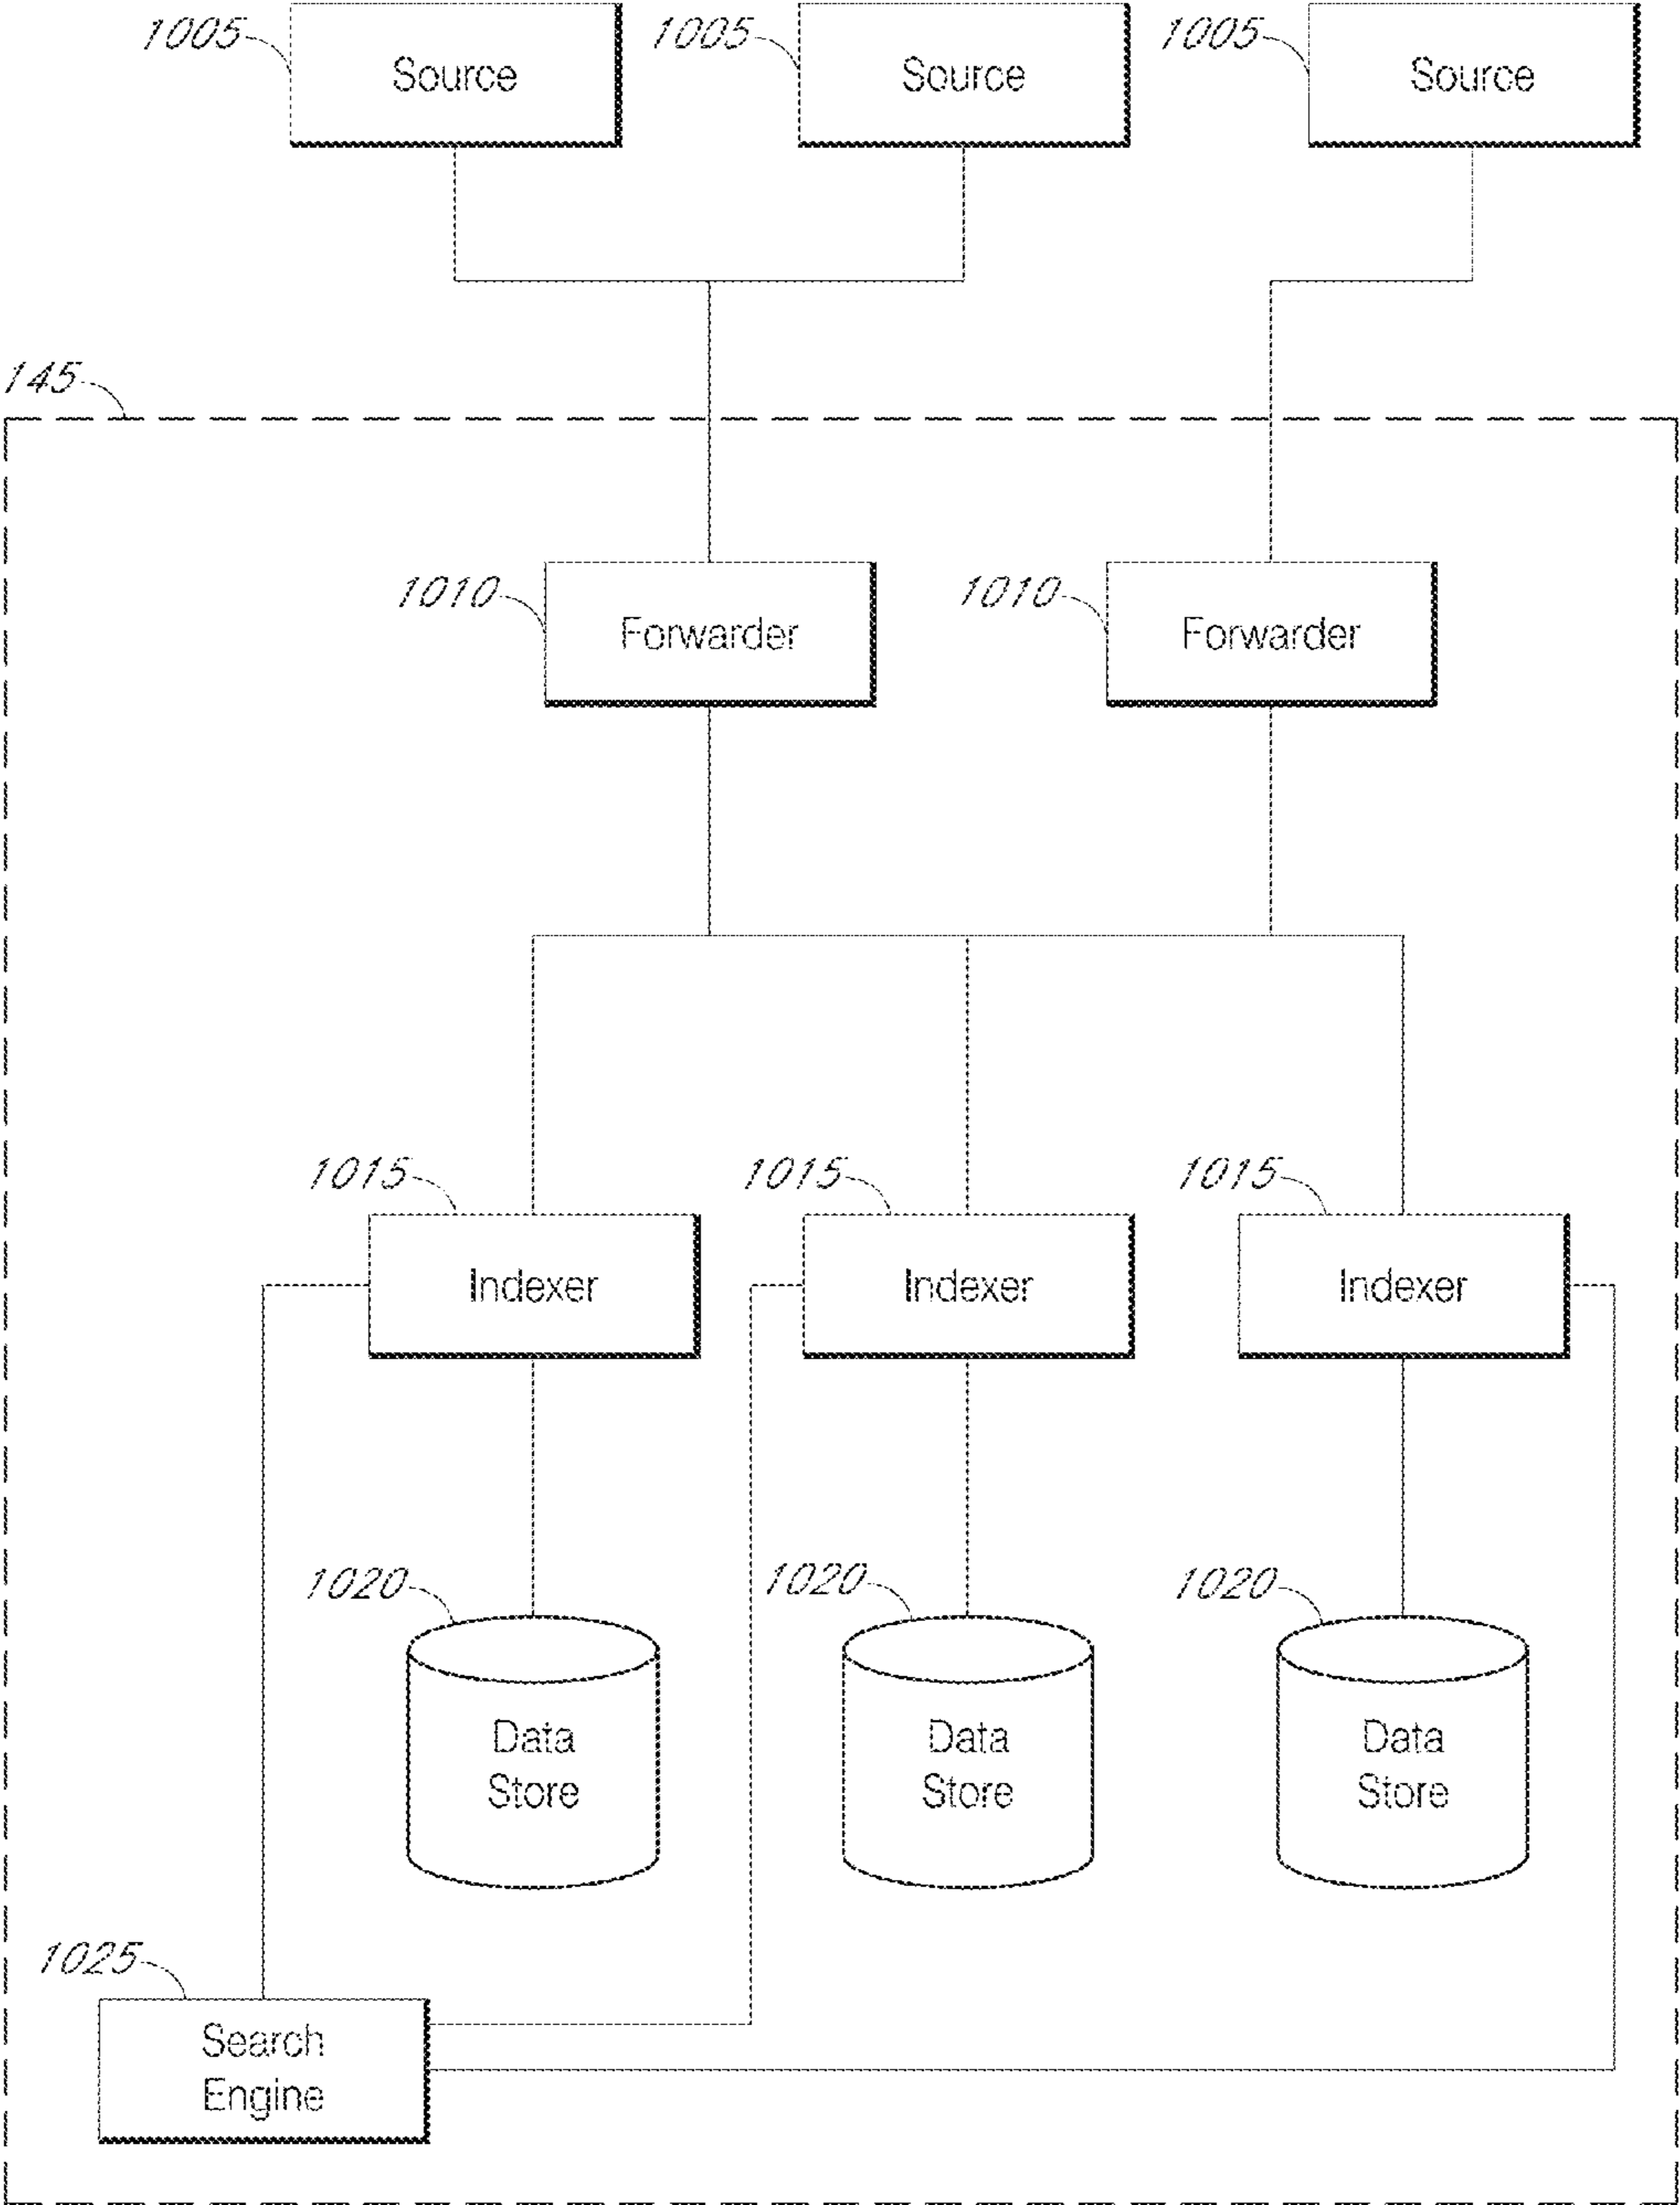 1005 1005 1005
Source Source Source
145
1010 1010
Forwarder Forwarder
1015 1015 1015
Indexer Indexer Indexer
1020 1020 1020
Data Data Data
Store Store Store
1025
Search
Engine